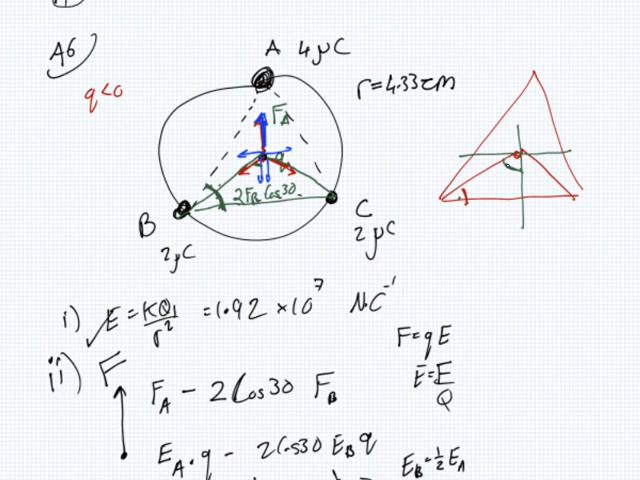 A6
A 4μC
q<0
r=4.33cm
F_A
q
2F_B Cos30
B
2μC
C
2μC
i) E = KQ₁/r² = 1.92 ×10⁷ NC⁻¹
F=qE
ii) F
F_A − 2Cos30 F_B
E=F/Q
E_A·q − 2Cos30 E_B q
E_B=½E_A